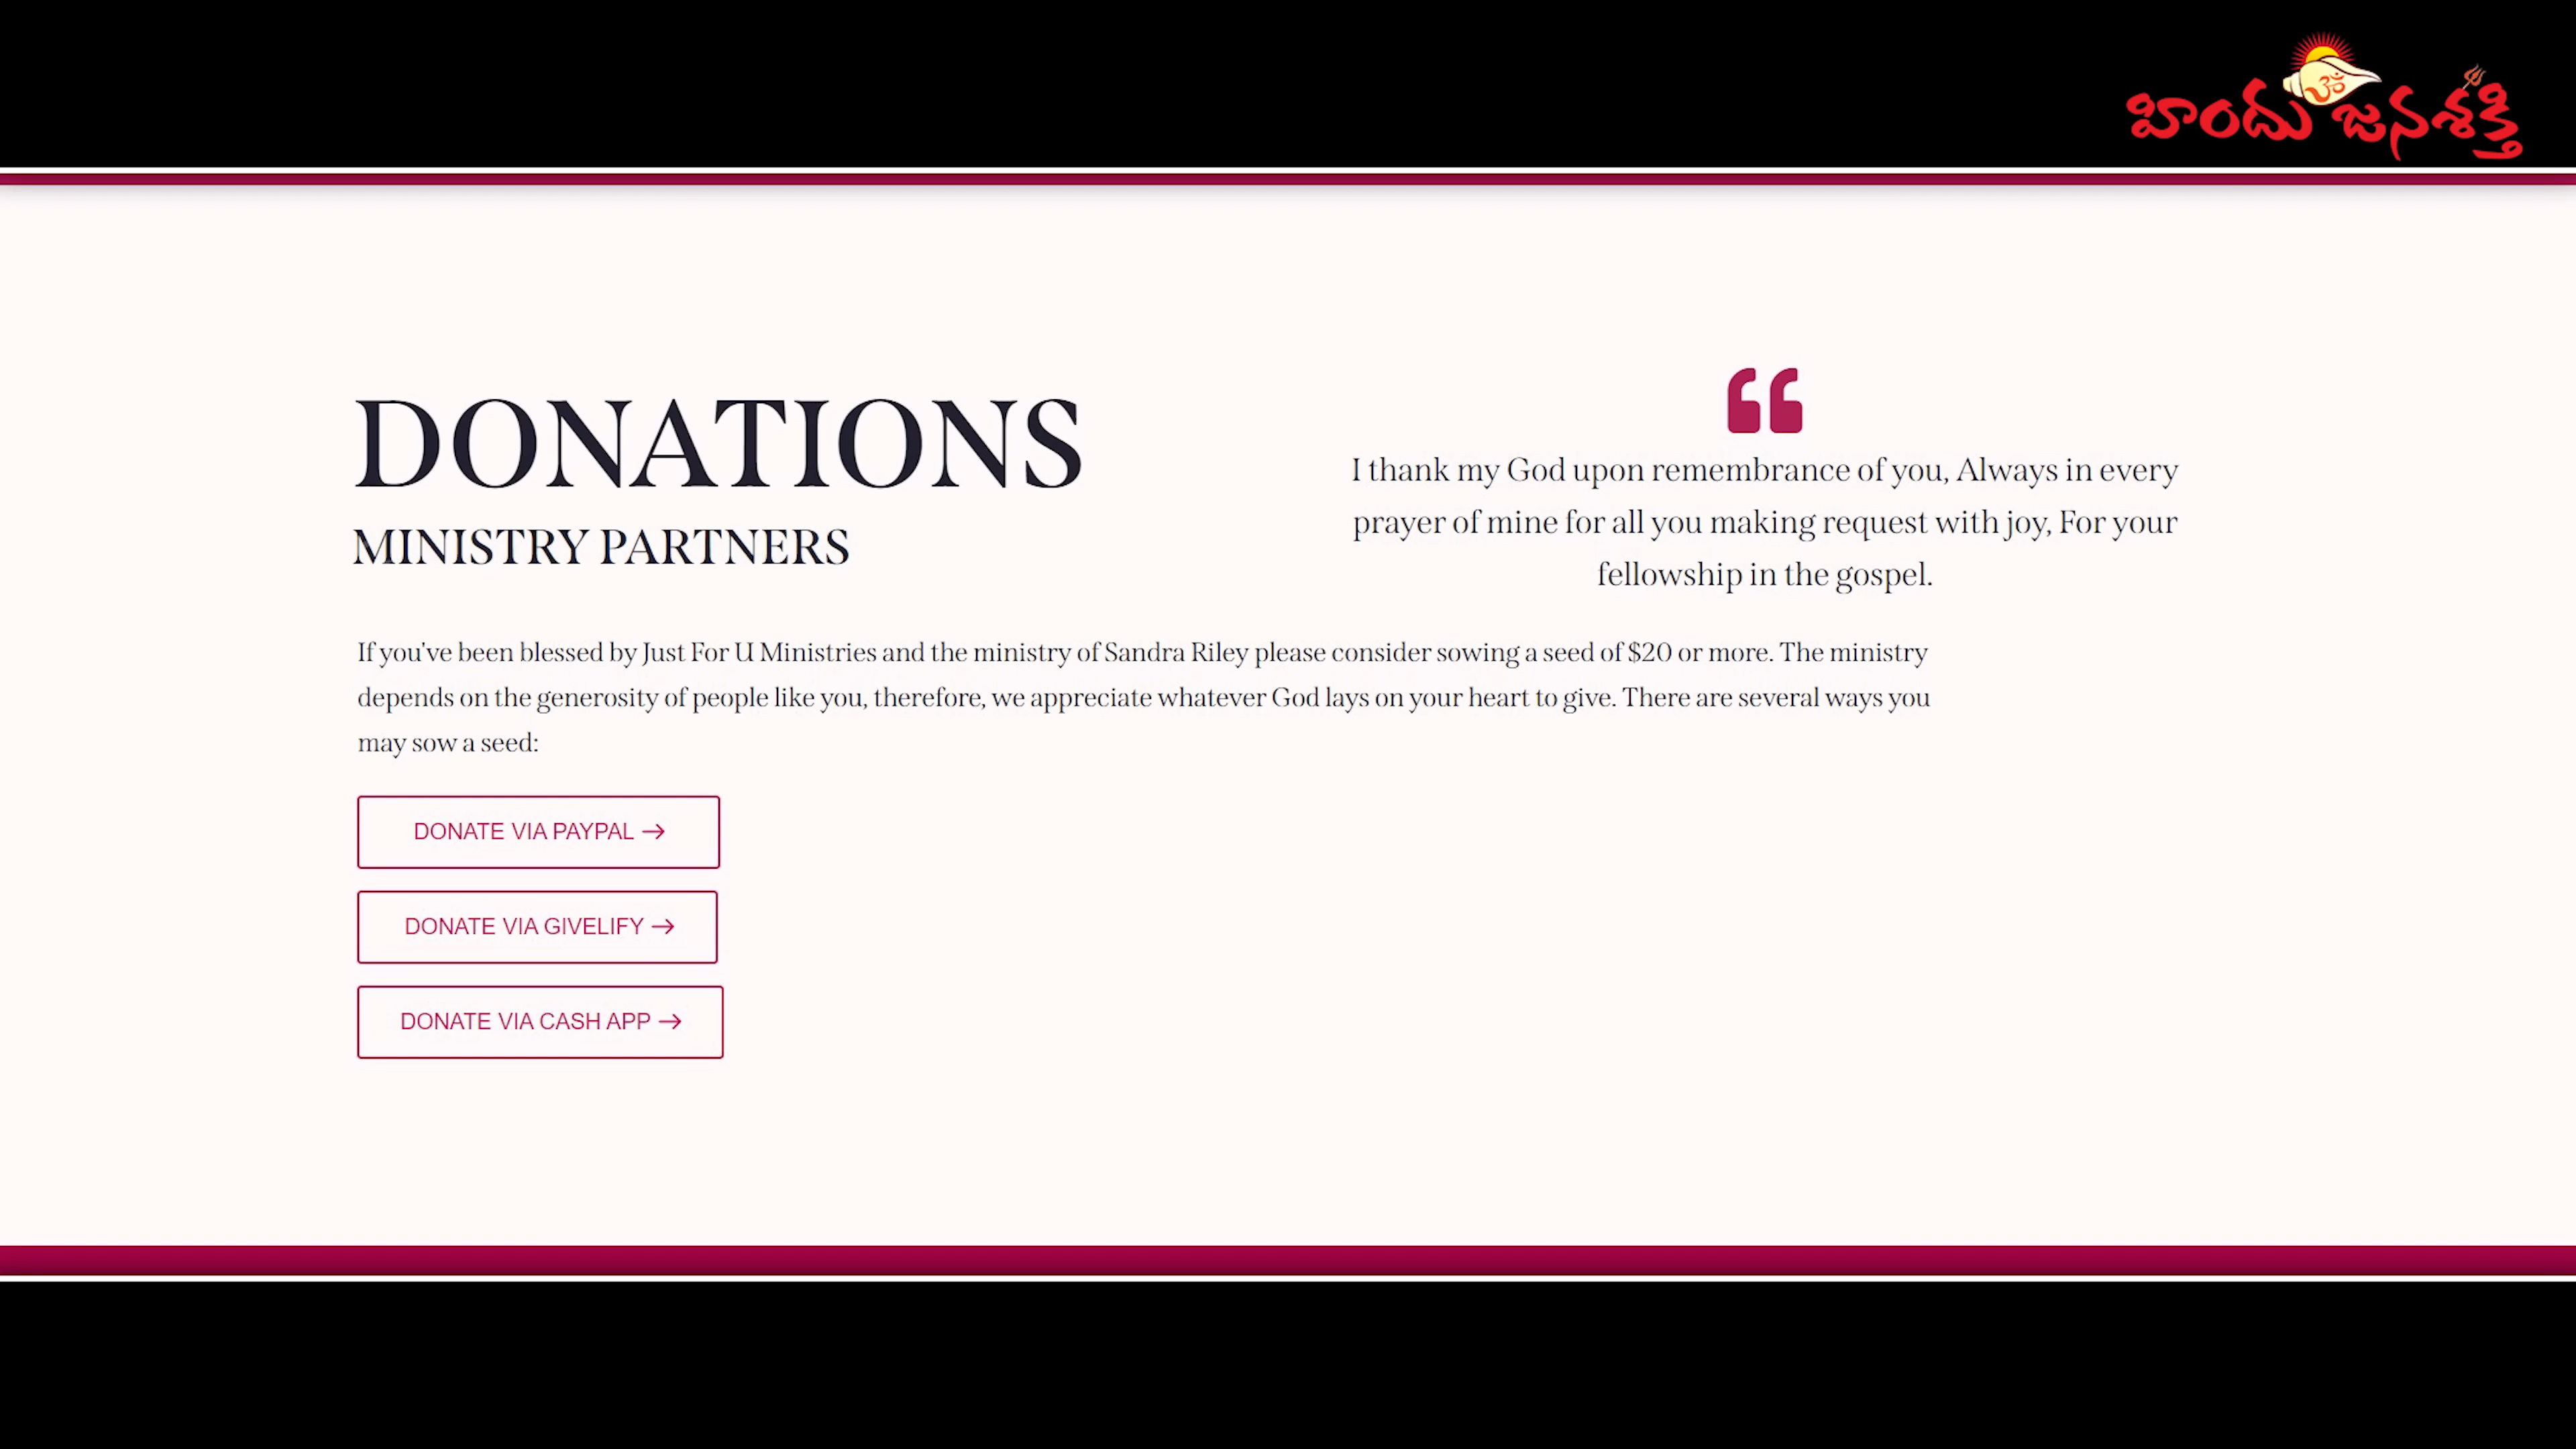 హిందు జనశక్తి
ॐ
DONATIONS
MINISTRY PARTNERS
I thank my God upon remembrance of you, Always in every
prayer of mine for all you making request with joy, For your
fellowship in the gospel.
If you've been blessed by Just For U Ministries and the ministry of Sandra Riley please consider sowing a seed of $20 or more. The ministry
depends on the generosity of people like you, therefore, we appreciate whatever God lays on your heart to give. There are several ways you
may sow a seed:
DONATE VIA PAYPAL →
DONATE VIA GIVELIFY →
DONATE VIA CASH APP →